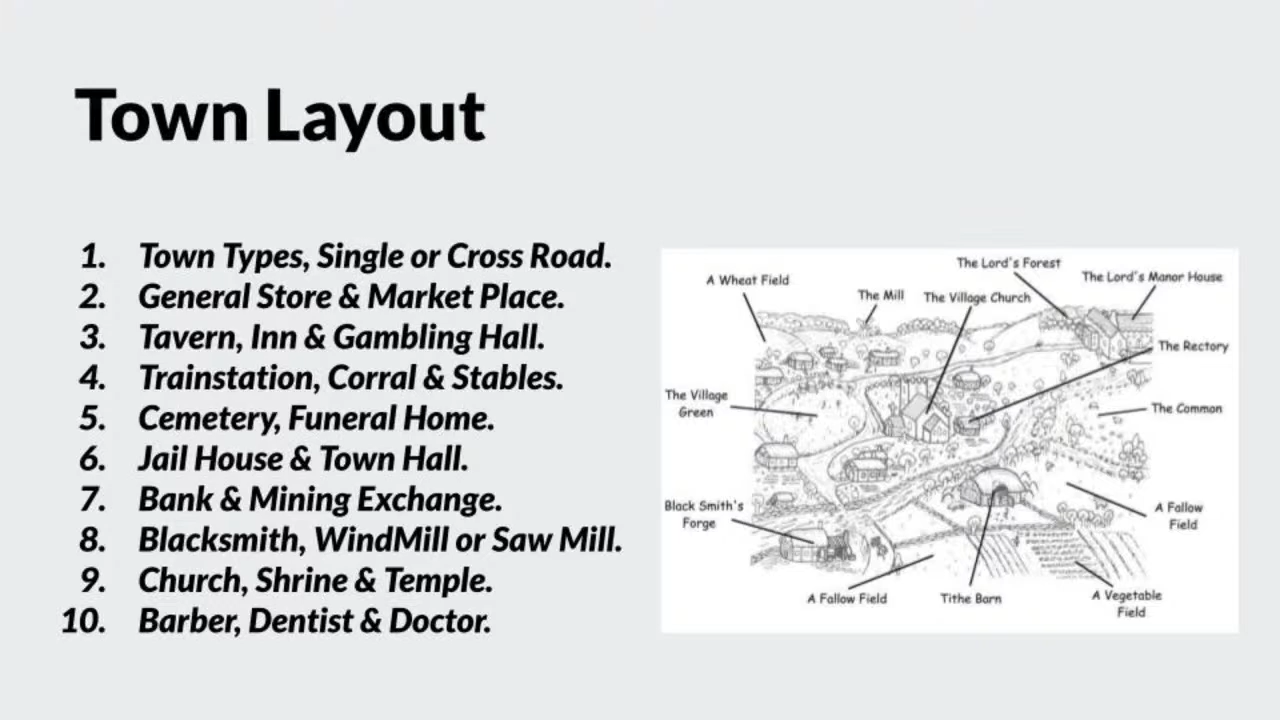 Town Layout
1. Town Types, Single or Cross Road.
2. General Store & Market Place.
3. Tavern, Inn & Gambling Hall.
4. Trainstation, Corral & Stables.
5. Cemetery, Funeral Home.
6. Jail House & Town Hall.
7. Bank & Mining Exchange.
8. Blacksmith, WindMill or Saw Mill.
9. Church, Shrine & Temple.
10. Barber, Dentist & Doctor.
The Lord's Forest
A Wheat Field
The Lord's Manor House
The Mill
The Village Church
The Rectory
The Village
Green
The Common
Black Smith's
Forge
A Fallow
Field
A Fallow Field
Tithe Barn
A Vegetable
Field